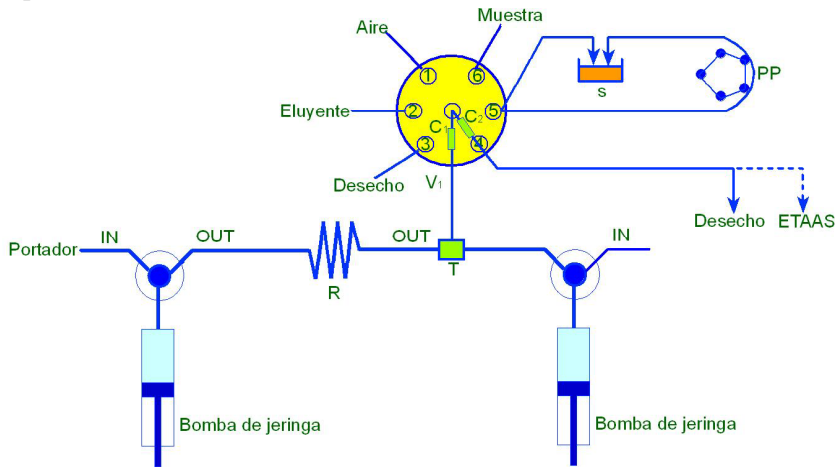 Muestra
Aire
1
6
PP
Eluyente
2
5
S
C1
C2
3
4
Desecho
V1
Desecho
ETAAS
Portador
IN
OUT
OUT
IN
R
T
Bomba de jeringa
Bomba de jeringa